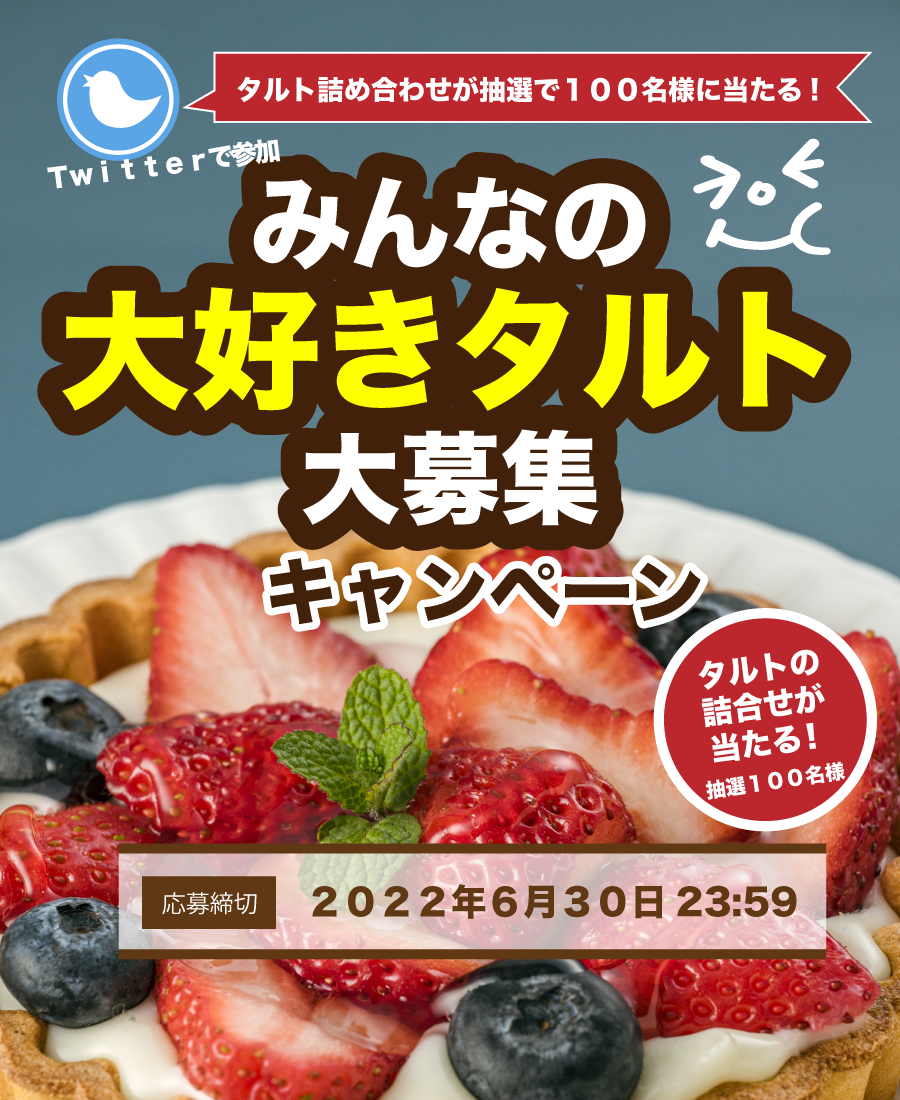 タルト詰め合わせが抽選で１００名様に当たる！
Ｔｗｉｔｔｅｒで参加
みんなの
大好きタルト
大募集
キャンペーン
タルトの
詰合せが
当たる！
抽選１００名様
応募締切
２０２２年６月３０日 23:59